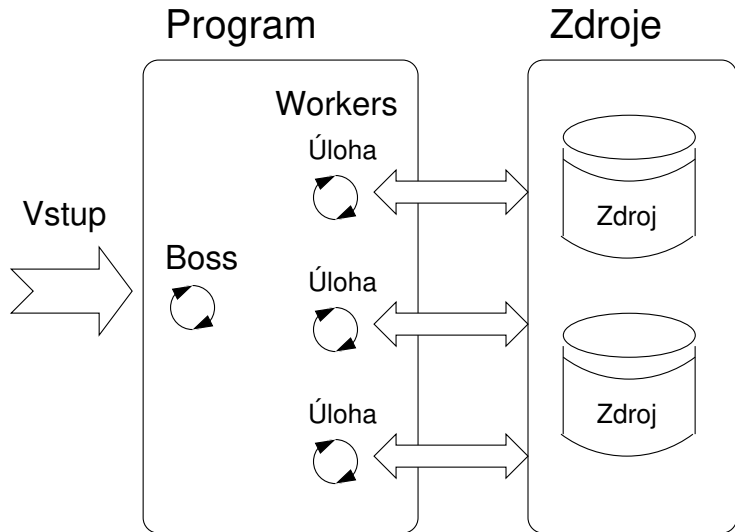 Program
Zdroje
Workers
Úloha
Vstup
Zdroj
Boss
Úloha
Úloha
Zdroj